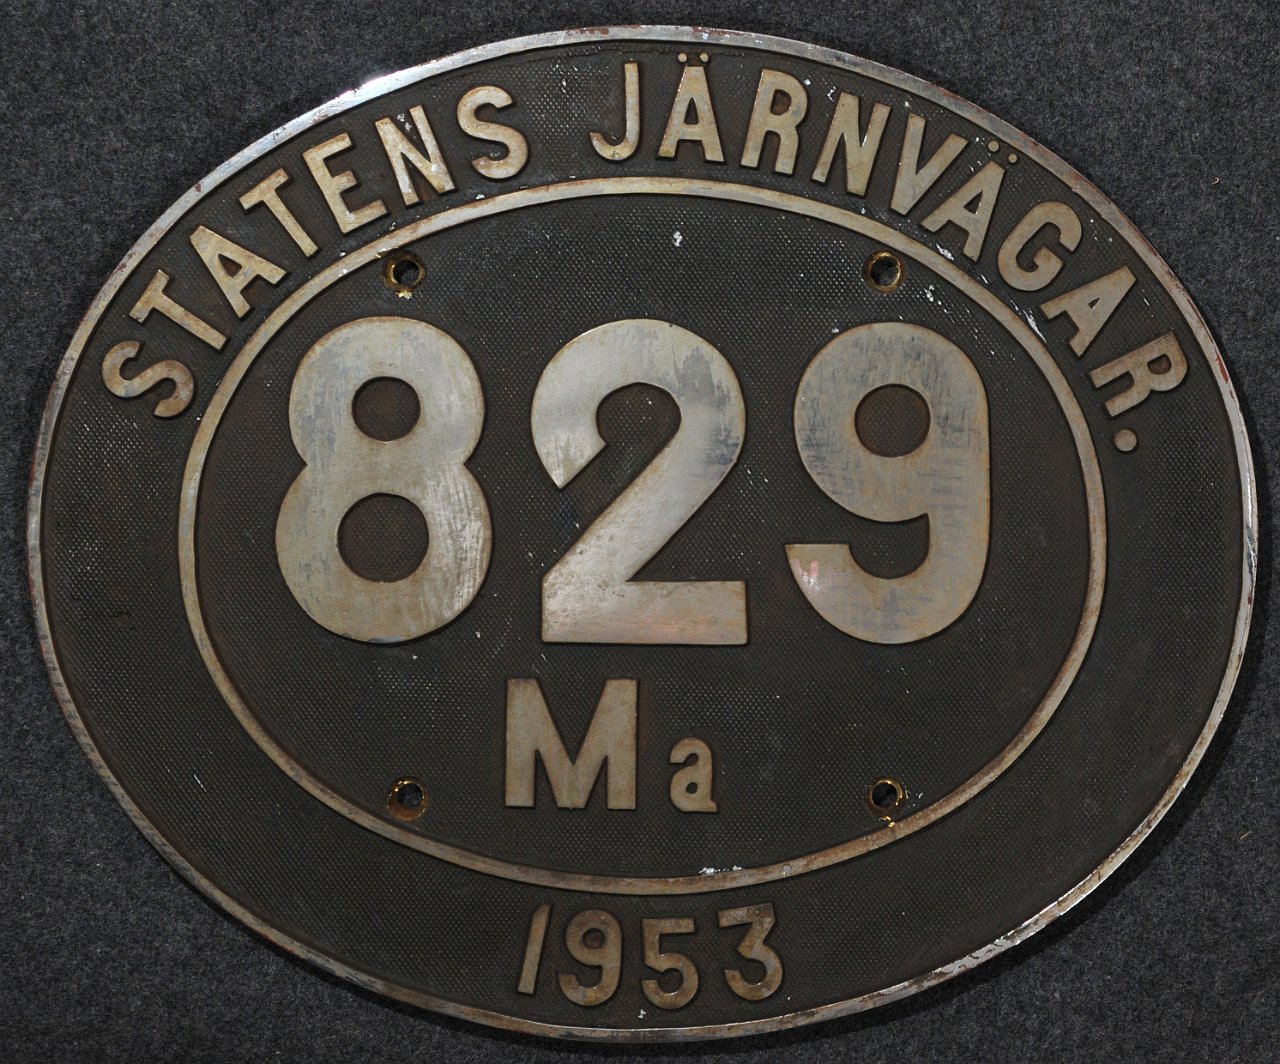 STATENS JÄRNVÄGAR.
829
Ma
1953